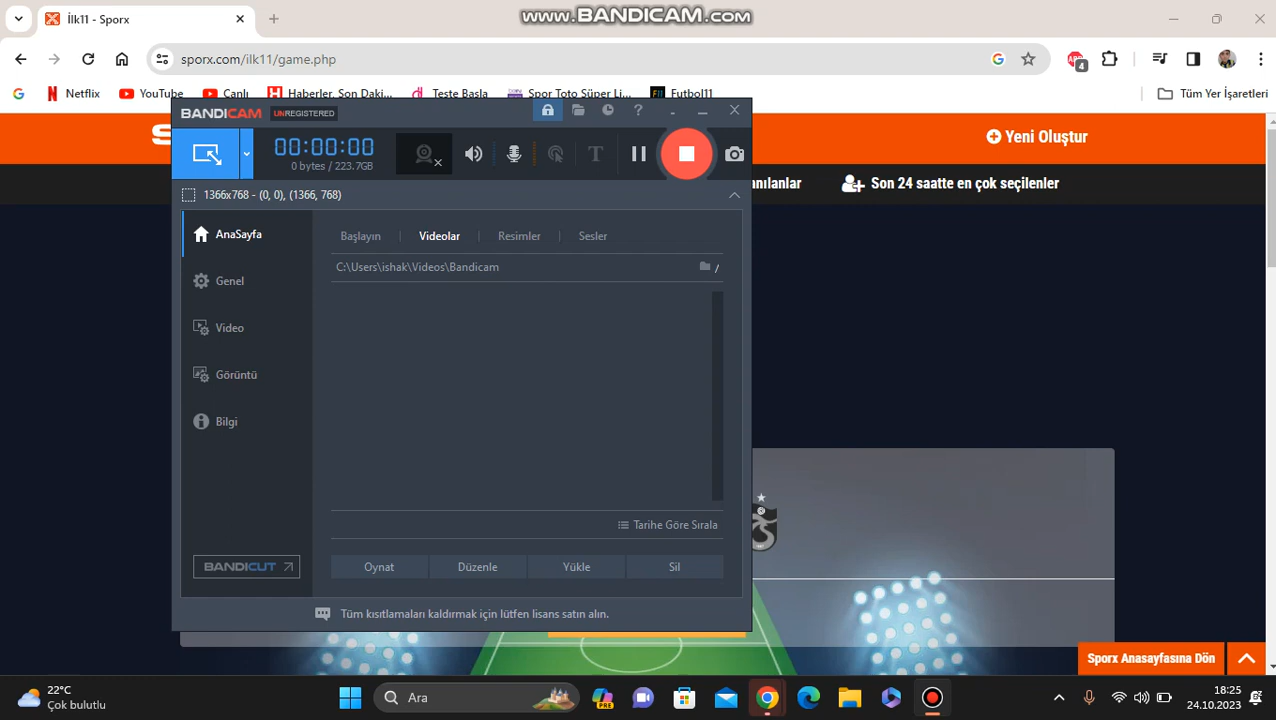 www.BANDICAM.com
İlk11 - Sporx
sporx.com/ilk11/game.php
4
Netflix
YouTube
Canlı
Haberler, Son Daki...
Teste Başla
Spor Toto Süper Li...
Futbol11
Tüm Yer İşaretleri
BANDICAM UNREGISTERED
S
Yeni Oluştur
00:00:00
0 bytes / 223.7GB
anılanlar
Son 24 saatte en çok seçilenler
1366x768 - (0, 0), (1366, 768)
AnaSayfa
Genel
Video
Görüntü
Bilgi
BANDICUT
Başlayın
Videolar
Resimler
Sesler
C:\Users\ishak\Videos\Bandicam
/
Tarihe Göre Sırala
Oynat
Düzenle
Yükle
Sil
Tüm kısıtlamaları kaldırmak için lütfen lisans satın alın.
Sporx Anasayfasına Dön
22°C
Çok bulutlu
Ara
PRE
18:25
24.10.2023